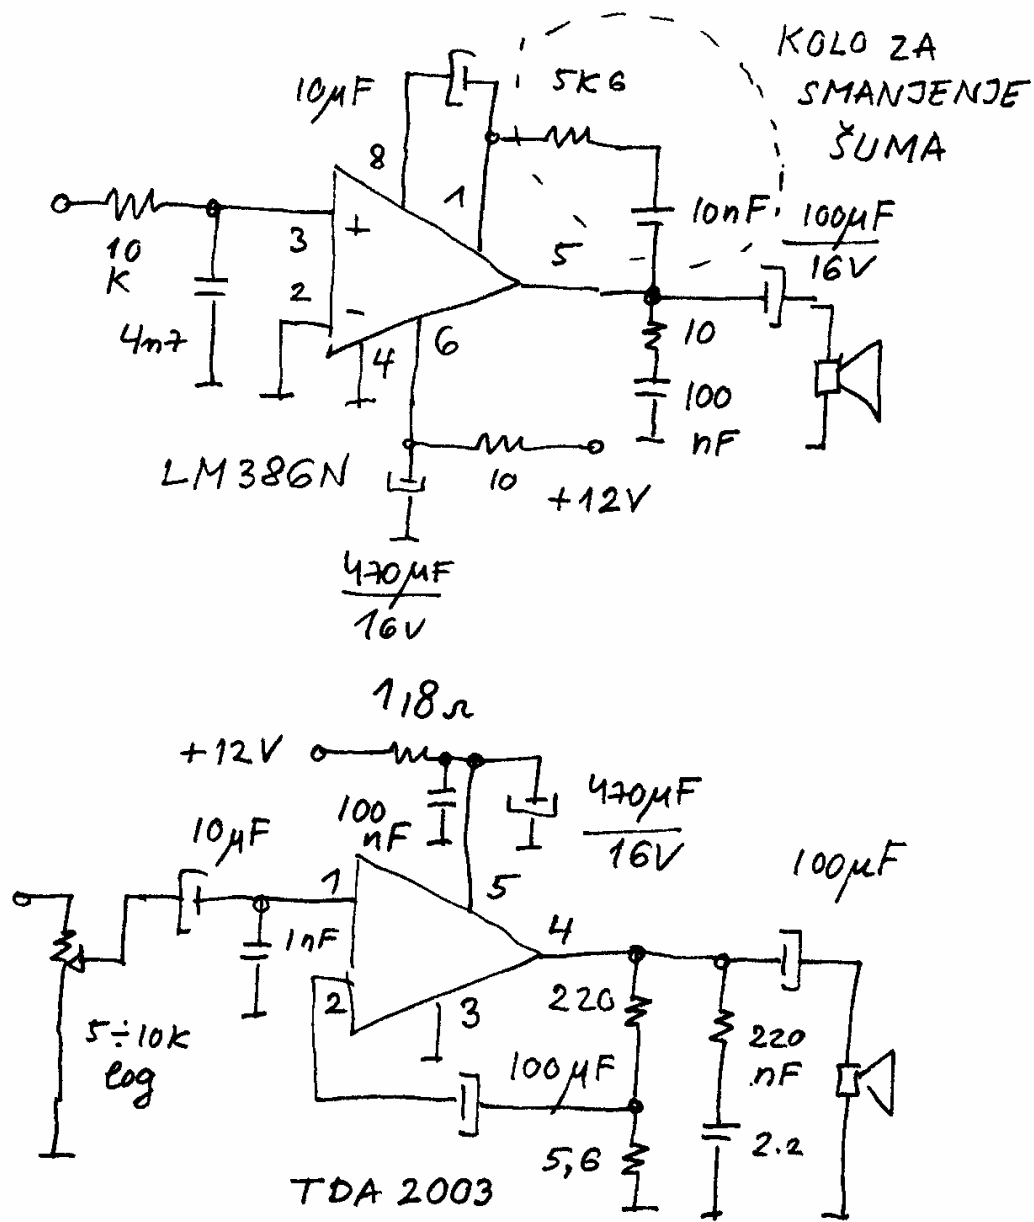 KOLO ZA
SMANJENJE
ŠUMA
10µF
5K6
8
1
10nF
100µF
16V
3
+
10
K
2
-
5
4n7
4
6
10
100
nF
LM386N
10
+12V
470µF
16V
1,8Ω
+12V
100
nF
470µF
16V
10µF
100µF
1
5
4
1nF
2
3
220
220
nF
5÷10K
log
100µF
5,6
2.2
TDA 2003